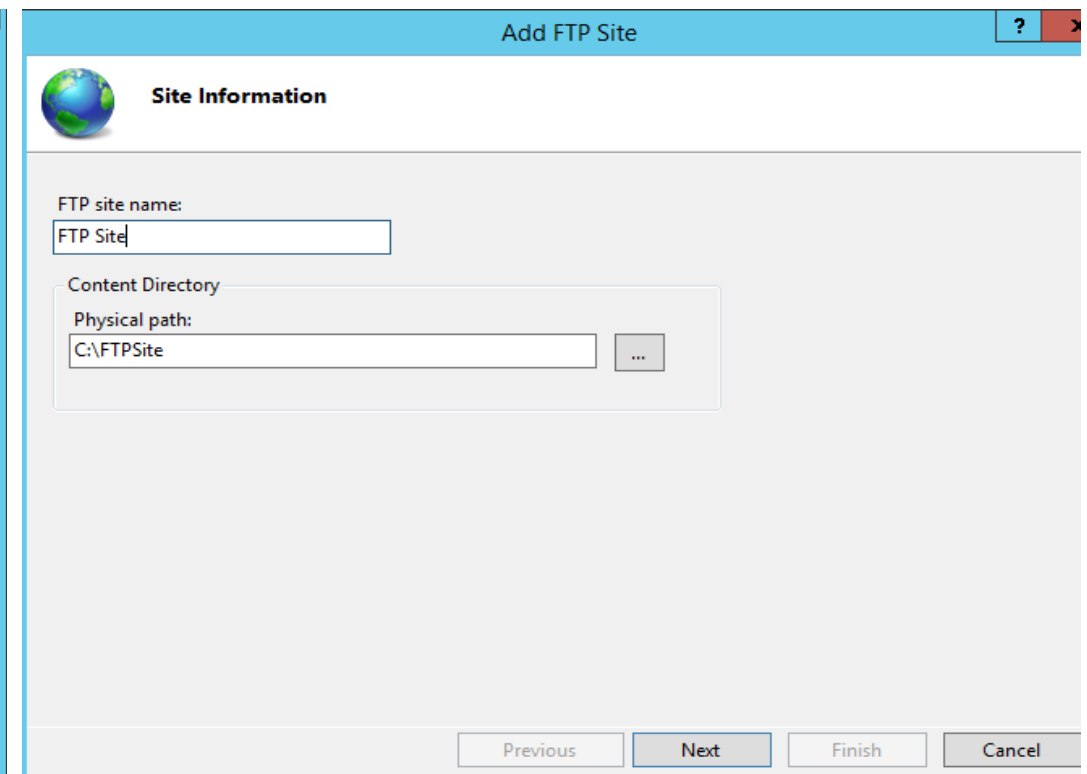 Add FTP Site
?
x
Site Information
FTP site name:
FTP Site
Content Directory
Physical path:
C:\FTPSite
...
Previous
Next
Finish
Cancel